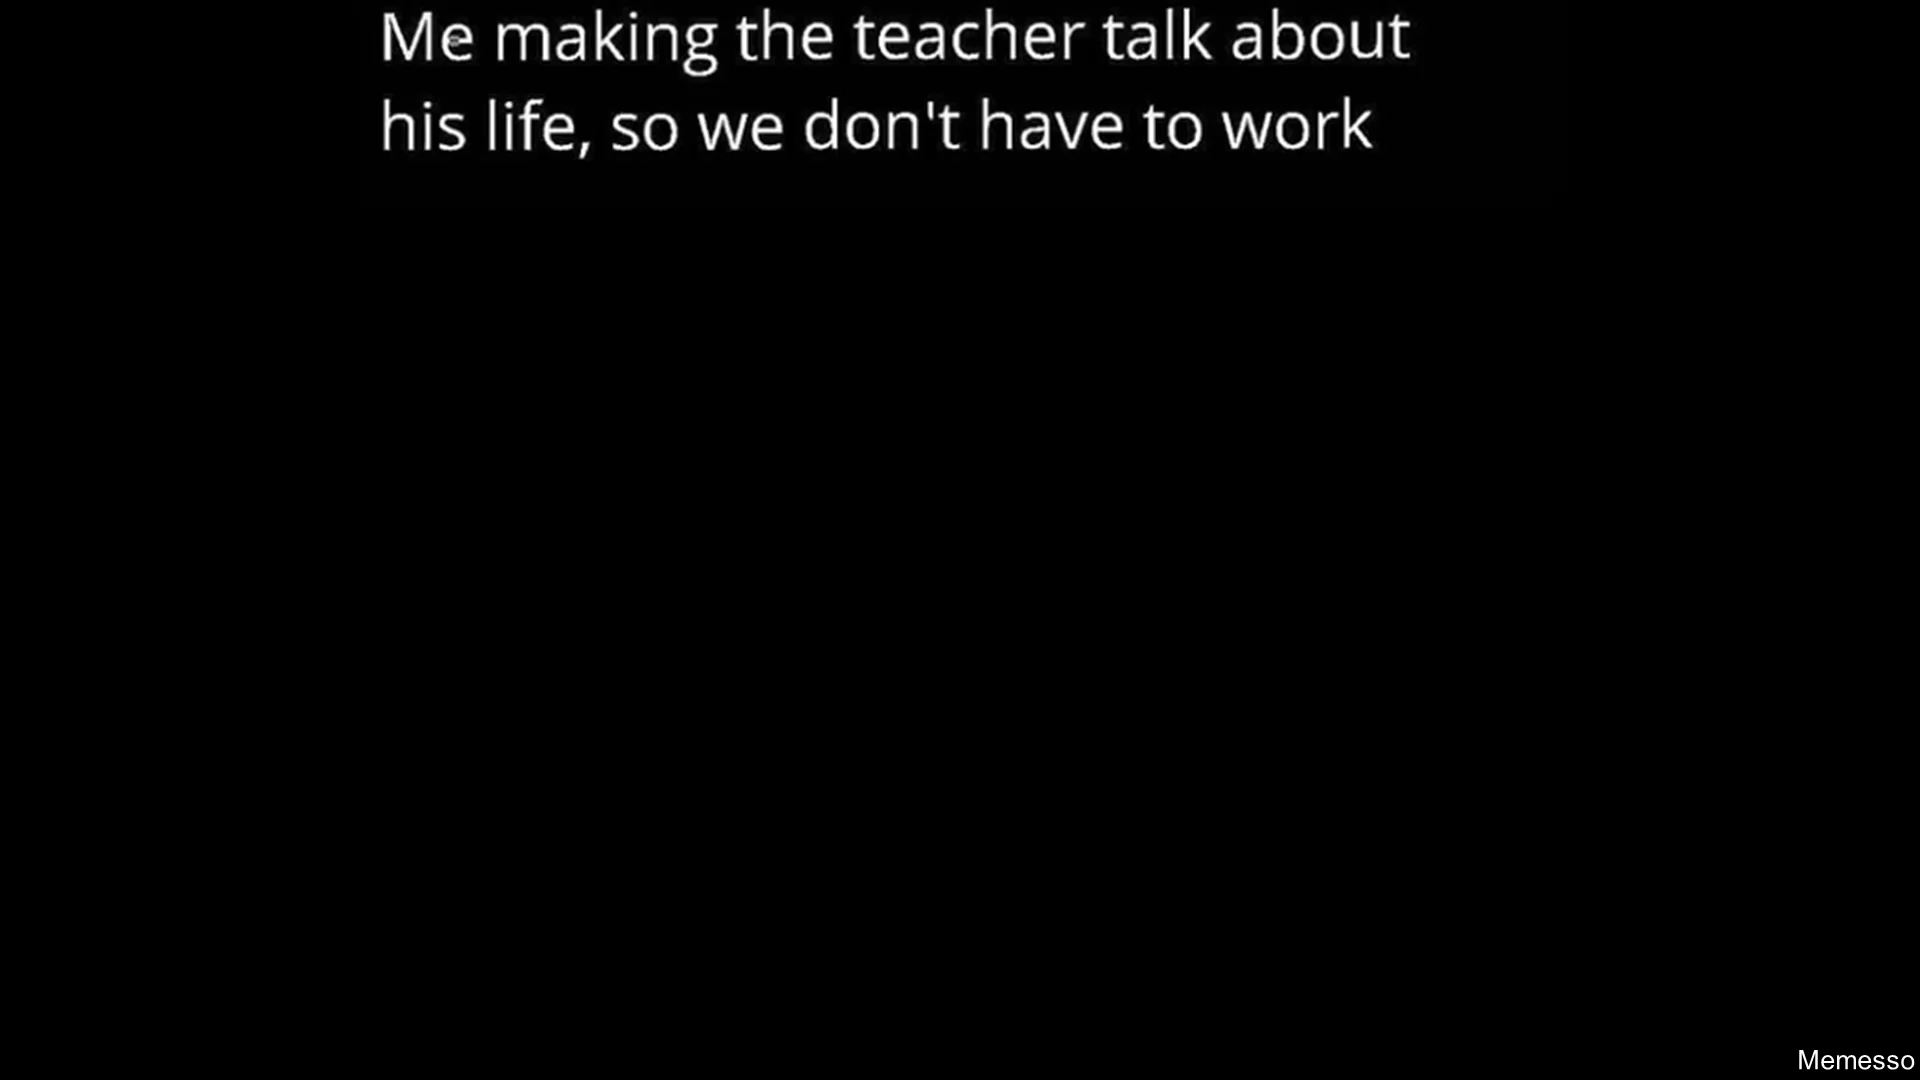 Me making the teacher talk about
his life, so we don't have to work
Memesso